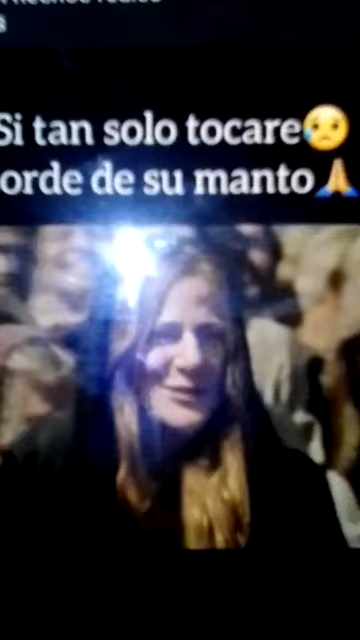 Si tan solo tocare😥
orde de su manto🙏